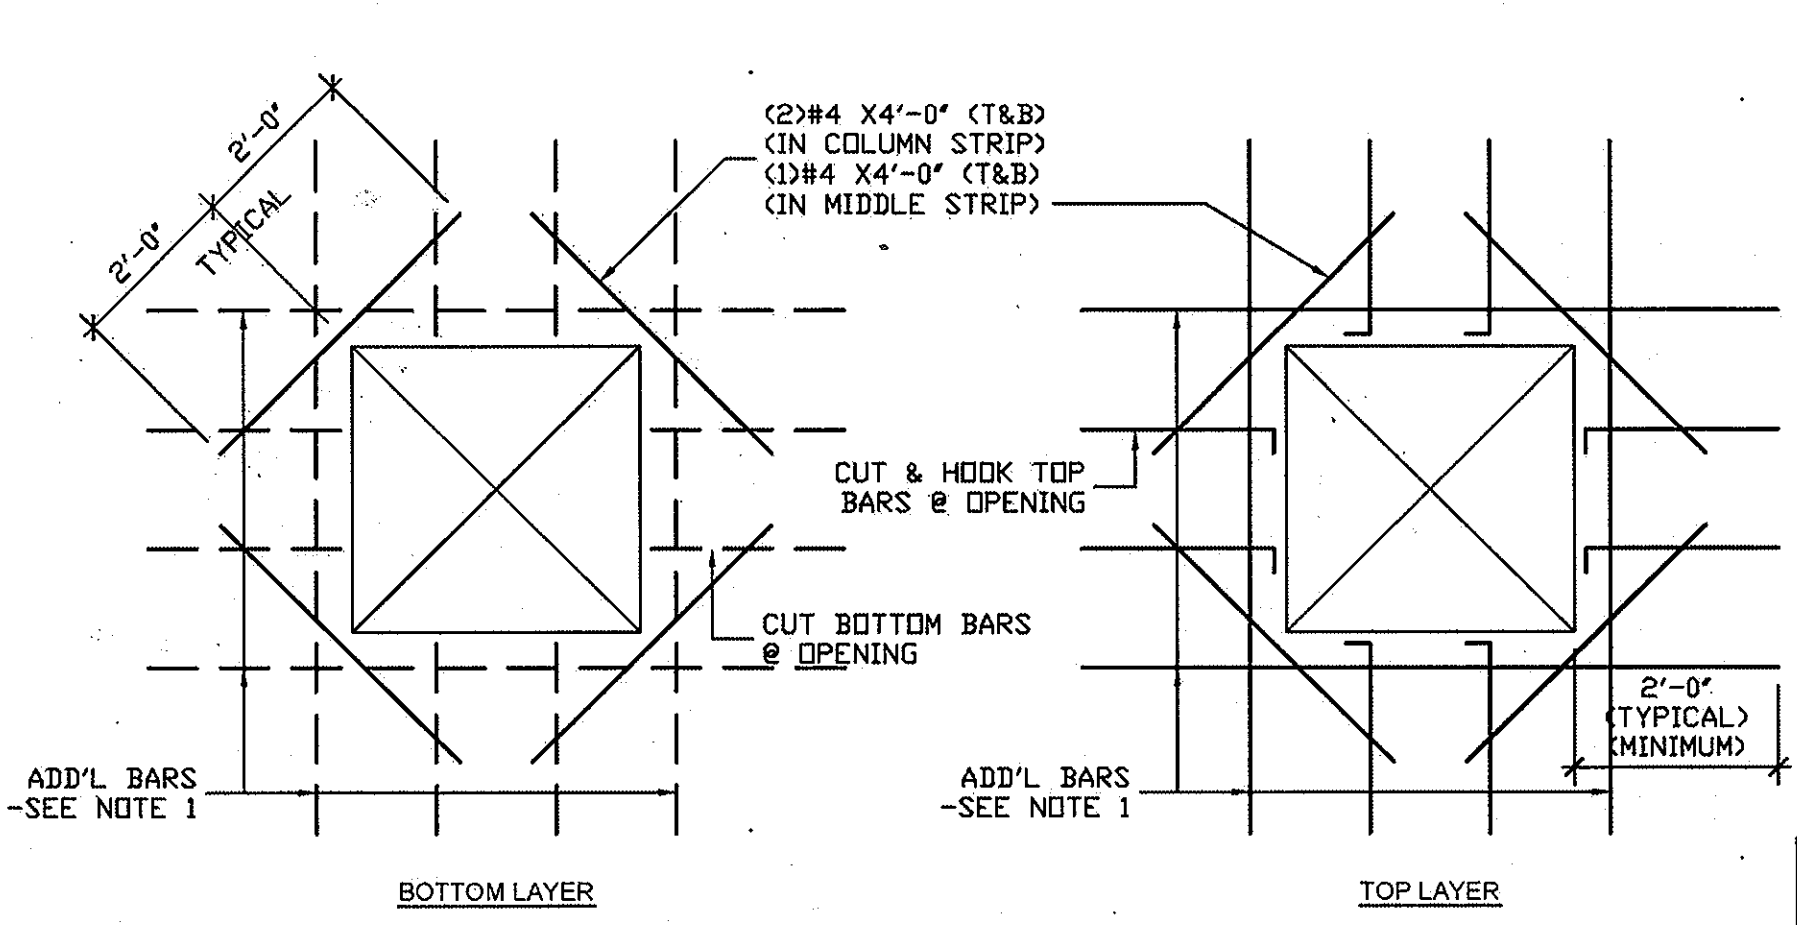 2'-0"
2'-0"
TYPICAL
(2)#4 X4'-0" (T&B)
(IN COLUMN STRIP)
(1)#4 X4'-0" (T&B)
(IN MIDDLE STRIP)
CUT & HOOK TOP
BARS @ OPENING
CUT BOTTOM BARS
@ OPENING
2'-0"
(TYPICAL)
(MINIMUM)
ADD'L BARS
-SEE NOTE 1
ADD'L BARS
-SEE NOTE 1
BOTTOM LAYER
TOP LAYER